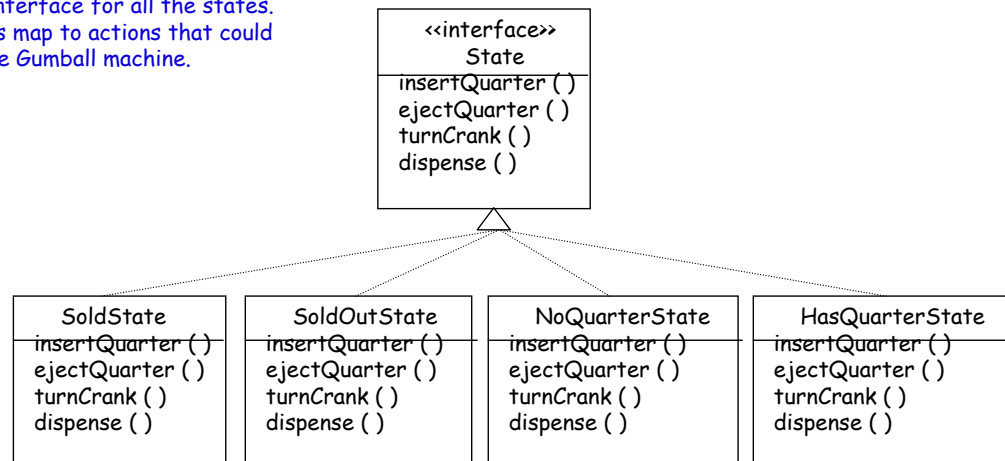 interface for all the states.
s map to actions that could
e Gumball machine.
<<interface>>
State
insertQuarter ( )
ejectQuarter ( )
turnCrank ( )
dispense ( )
SoldState
insertQuarter ( )
ejectQuarter ( )
turnCrank ( )
dispense ( )
SoldOutState
insertQuarter ( )
ejectQuarter ( )
turnCrank ( )
dispense ( )
NoQuarterState
insertQuarter ( )
ejectQuarter ( )
turnCrank ( )
dispense ( )
HasQuarterState
insertQuarter ( )
ejectQuarter ( )
turnCrank ( )
dispense ( )